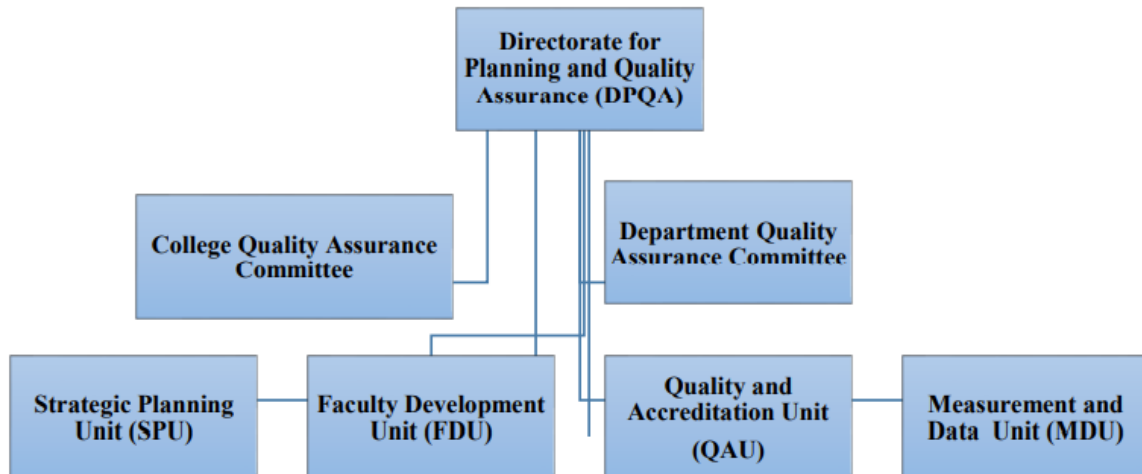 Directorate for
Planning and Quality
Assurance (DPQA)
College Quality Assurance
Committee
Department Quality
Assurance Committee
Strategic Planning
Unit (SPU)
Faculty Development
Unit (FDU)
Quality and
Accreditation Unit
(QAU)
Measurement and
Data Unit (MDU)